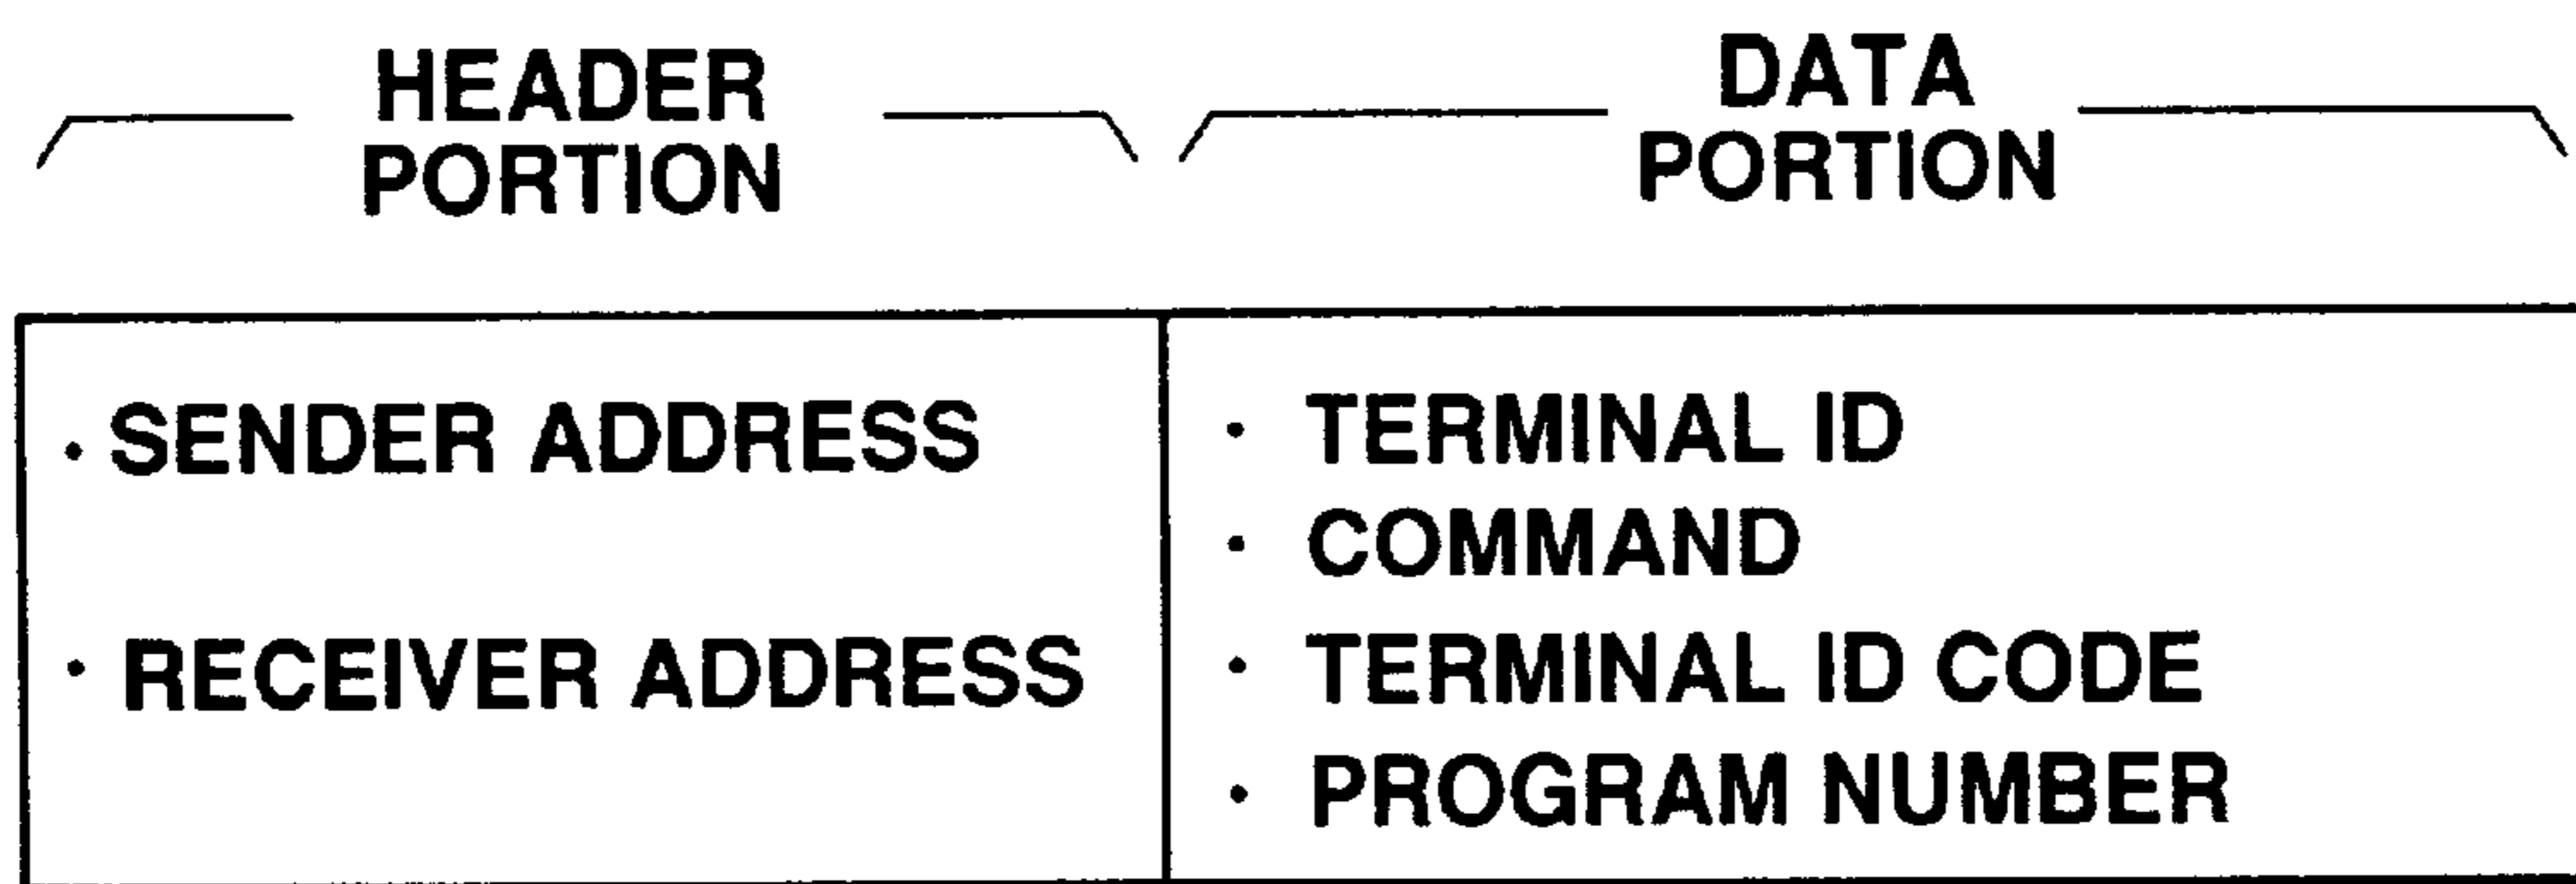 HEADER
PORTION
DATA
PORTION
· SENDER ADDRESS
· RECEIVER ADDRESS
· TERMINAL ID
· COMMAND
· TERMINAL ID CODE
· PROGRAM NUMBER